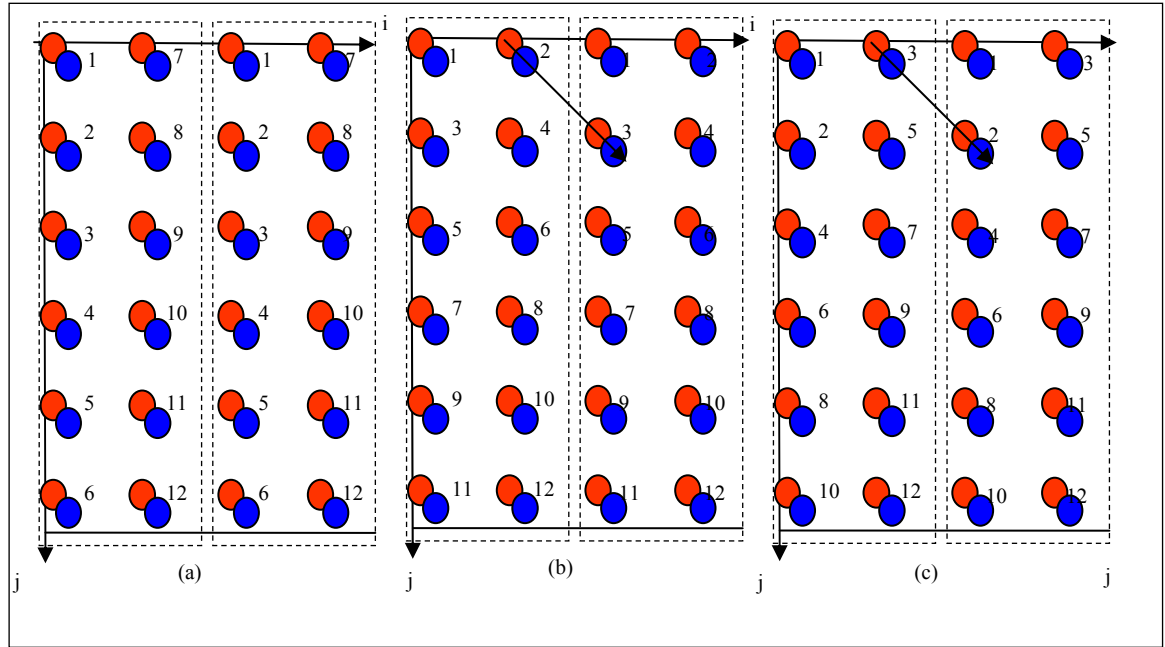 i i
1 7 1 7 1 2 1 2 1 3 1 3
2 8 2 8 3 4 3 4 2 5 2 5
3 9 3 9 5 6 5 6 4 7 4 7
4 10 4 10 7 8 7 8 6 9 6 9
5 11 5 11 9 10 9 10 8 11 8 11
6 12 6 12 11 12 11 12 10 12 10 12
j (a) j (b) j (c) j